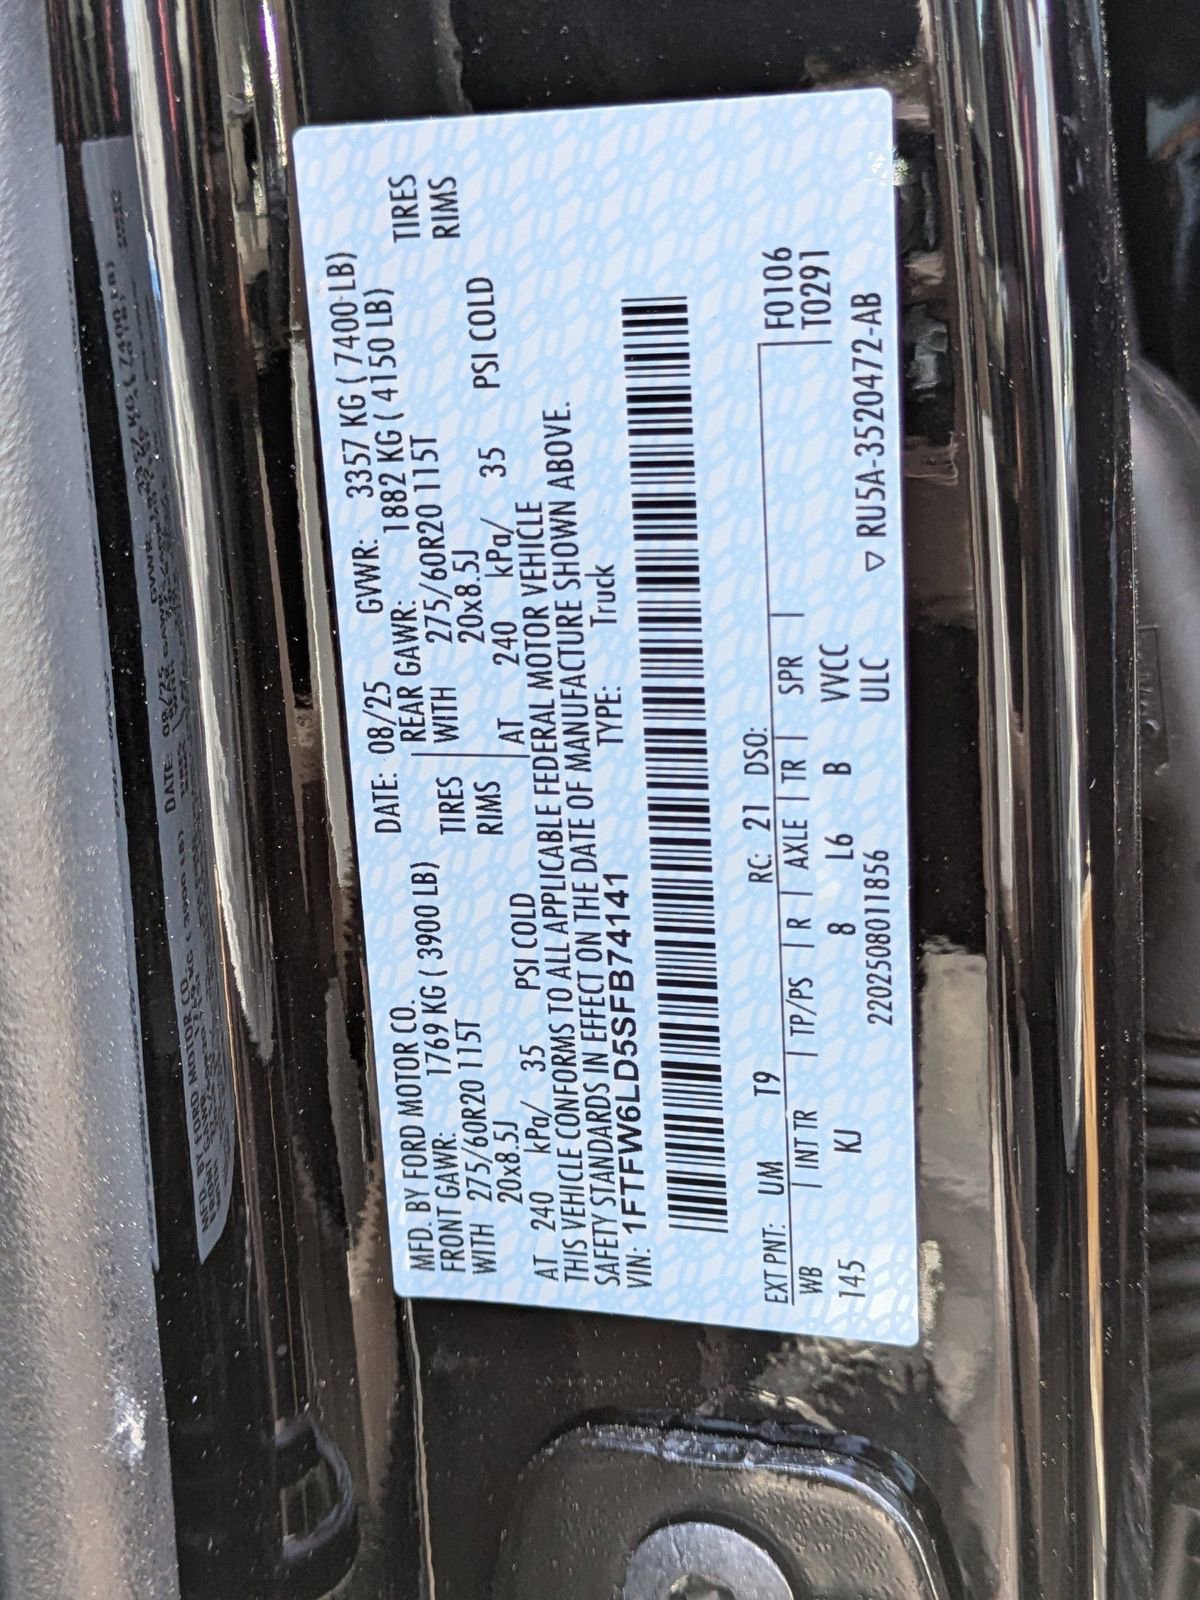 MFD. BY FORD MOTOR CO. DATE: 08/25 GVWR: 3357 KG ( 7400 LB)
FRONT GAWR: 1769 KG ( 3900 LB) REAR GAWR: 1882 KG ( 4150 LB)
WITH 275/60R20 115T TIRES WITH 275/60R20 115T TIRES
20x8.5J RIMS 20x8.5J RIMS
AT 240 kPa/ 35 PSI COLD AT 240 kPa/ 35 PSI COLD
THIS VEHICLE CONFORMS TO ALL APPLICABLE FEDERAL MOTOR VEHICLE
SAFETY STANDARDS IN EFFECT ON THE DATE OF MANUFACTURE SHOWN ABOVE.
VIN: 1FTFW6LD5SFB74141 TYPE: Truck
EXT PNT: UM T9 RC: 21 DSO: F0106
WB INT TR TP/PS R AXLE TR SPR T0291
145 KJ 8 L6 B VVCC
220250801 1856 ULC ▽ RU5A-3520472-AB